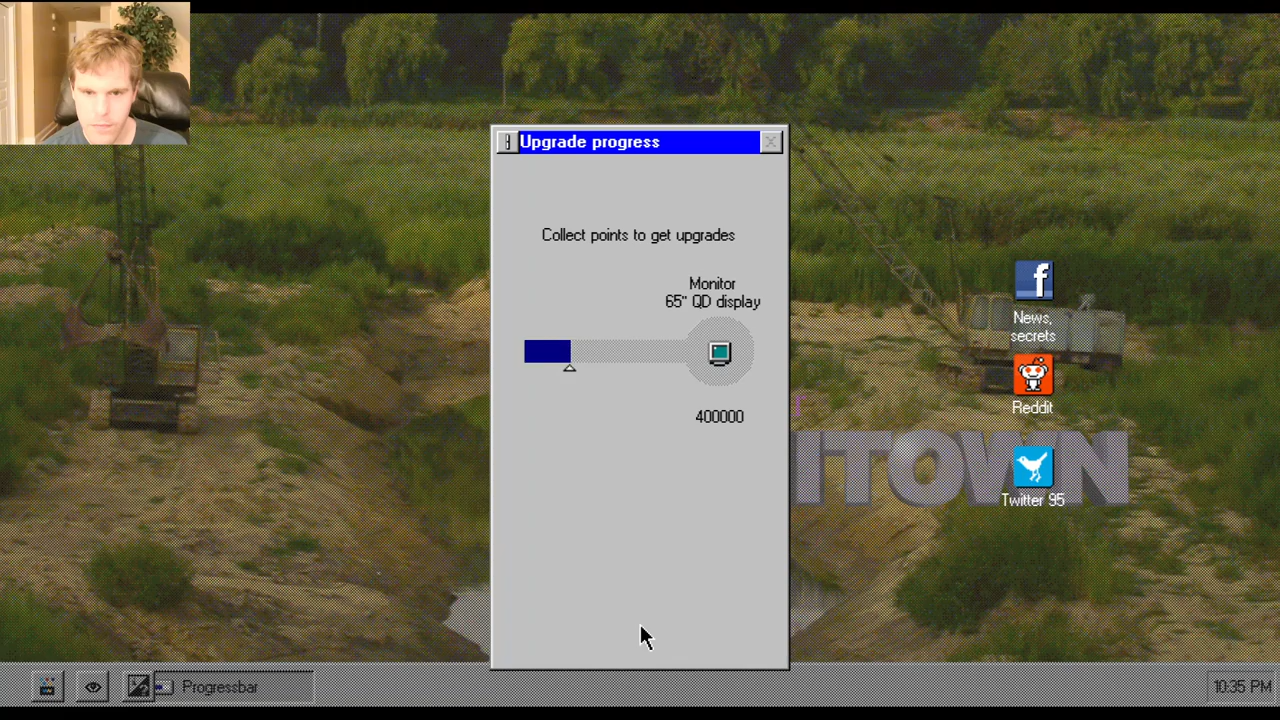 Upgrade progress
Collect points to get upgrades
Monitor
65" QD display
400000
News,
secrets
Reddit
ITOWN
Twitter 95
Progressbar
10:35 PM